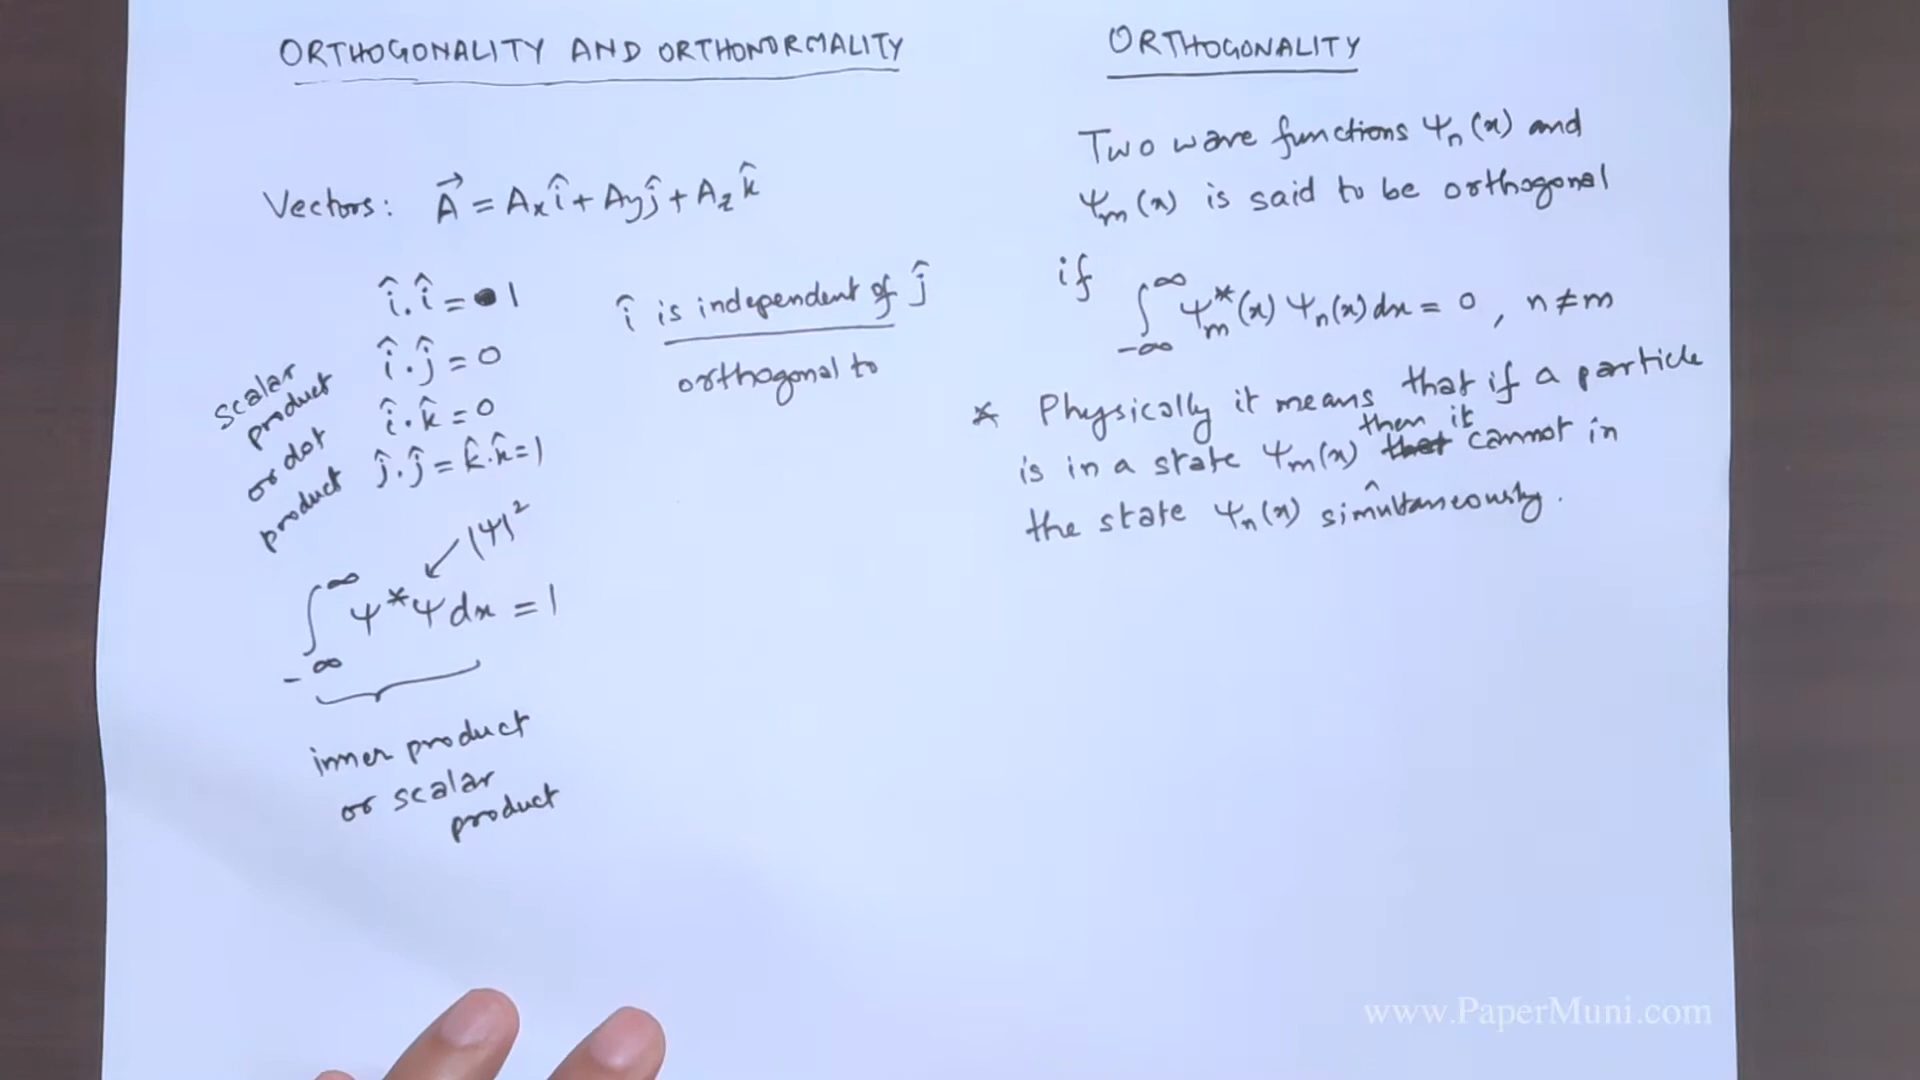 ORTHOGONALITY AND ORTHONORMALITY
Vectors: A⃗ = Aₓî + Ayĵ + A_z k̂
î.î = 1
î.ĵ = 0
î.k̂ = 0
ĵ.ĵ = k̂.k̂ = 1
scalar
product
or dot
product
î is independent of ĵ
orthogonal to
|Ψ|²
∫_{-∞}^{∞} Ψ*Ψ dx = 1
inner product
or scalar
product
ORTHOGONALITY
Two wave functions Ψn(x) and
Ψm(x) is said to be orthogonal
if ∫_{-∞}^{∞} Ψm*(x) Ψn(x) dx = 0, n≠m
* Physically it means that if a particle
is in a state Ψm(x) then it cannot in
the state Ψn(x) simultaneously.
www.PaperMuni.com